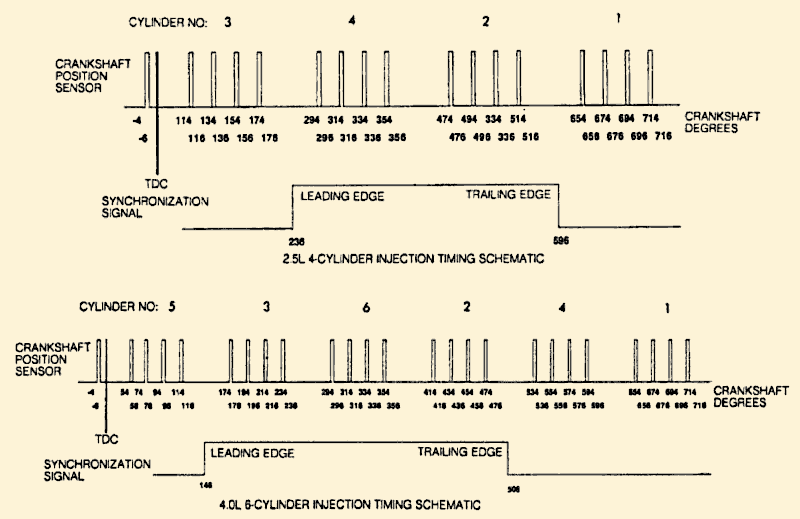 CYLINDER NO: 3 4 2 1
CRANKSHAFT
POSITION
SENSOR
-4 114 134 154 174 294 314 334 354 474 494 334 514 654 674 694 714
-6 116 136 156 176 296 316 336 356 476 496 336 516 656 676 696 716
CRANKSHAFT
DEGREES
TDC
SYNCHRONIZATION
SIGNAL
LEADING EDGE TRAILING EDGE
236 596
2.5L 4-CYLINDER INJECTION TIMING SCHEMATIC
CYLINDER NO: 5 3 6 2 4 1
CRANKSHAFT
POSITION
SENSOR
-4 54 74 94 114 174 194 214 234 294 314 334 354 414 434 454 474 534 554 574 594 654 674 694 714
-6 56 76 96 116 176 196 216 236 296 316 336 356 416 436 456 476 536 556 576 596 656 676 696 716
CRANKSHAFT
DEGREES
TDC
SYNCHRONIZATION
SIGNAL
LEADING EDGE TRAILING EDGE
146 506
4.0L 6-CYLINDER INJECTION TIMING SCHEMATIC